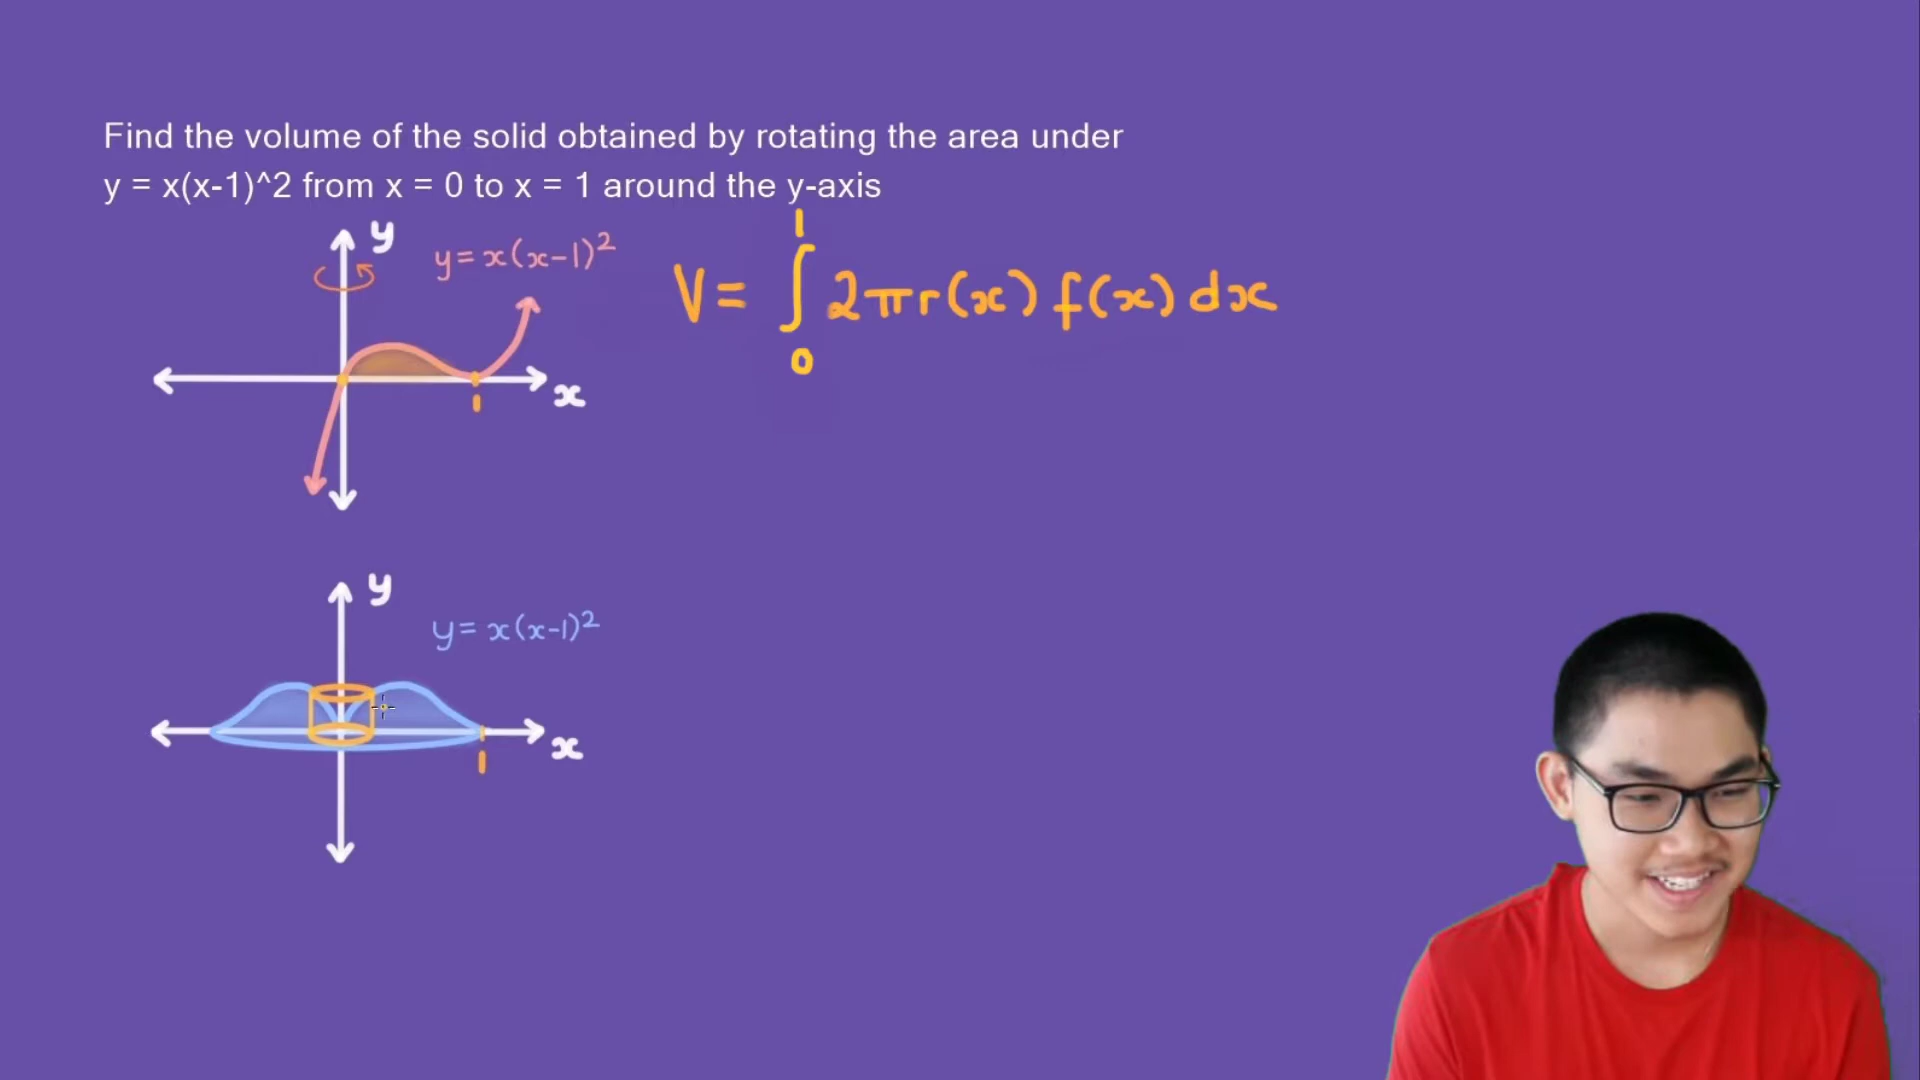 Find the volume of the solid obtained by rotating the area under
y = x(x-1)^2 from x = 0 to x = 1 around the y-axis
y
y = x(x-1)²
V = ∫₀¹ 2πr(x) f(x) dx
x
1
y
y = x(x-1)²
x
1